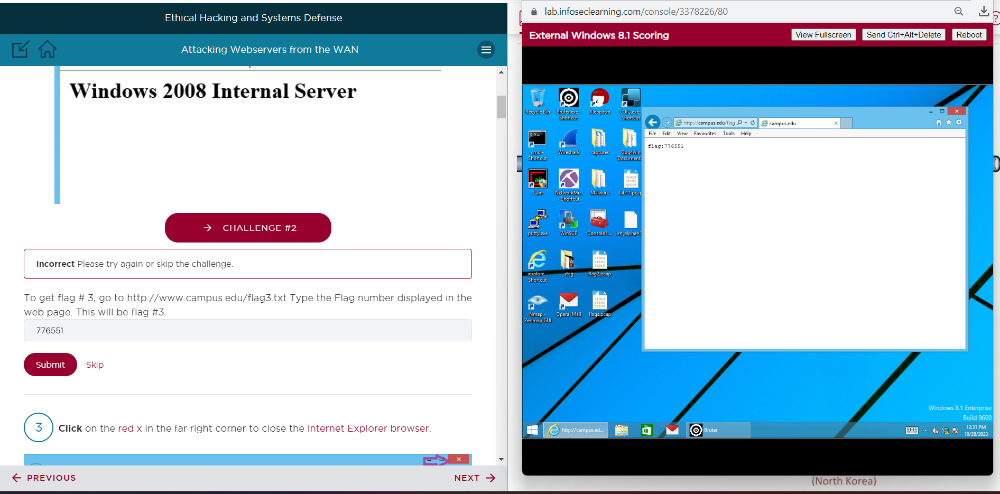 Ethical Hacking and Systems Defense
Attacking Webservers from the WAN
Windows 2008 Internal Server
CHALLENGE #2
Incorrect Please try again or skip the challenge.
To get flag # 3, go to http://www.campus.edu/flag3.txt Type the Flag number displayed in the
web page. This will be flag #3.
776551
Submit
Skip
3
Click on the red x in the far right corner to close the Internet Explorer browser.
PREVIOUS
NEXT
lab.infoseclearning.com/console/3378226/80
External Windows 8.1 Scoring
View Fullscreen
Send Ctrl+Alt+Delete
Reboot
Recycle Bin
Bruter.exe -
Shortcut
Kleopatra
LOIC.exe -
Shortcut
cmd -
Shortcut
Wireshark
captures
Gpg4win
Document.
Cain
NetworkMi...
- Shortcut
Malware
lab11.pcap
putty.exe
WinSCP
Console1....
lm_alpha#1
iexplore -
Shortcut
steg
flag2.pcap
Nmap -
Zenmap GUI
Opera Mail
flags.pcap
http://campus.edu/flag
campus.edu
File Edit View Favourites Tools Help
flag:776551
Windows 8.1 Enterprise
Build 9600
http://campus.ed...
Bruter
12:31 PM
10/28/2023
?
(North Korea)